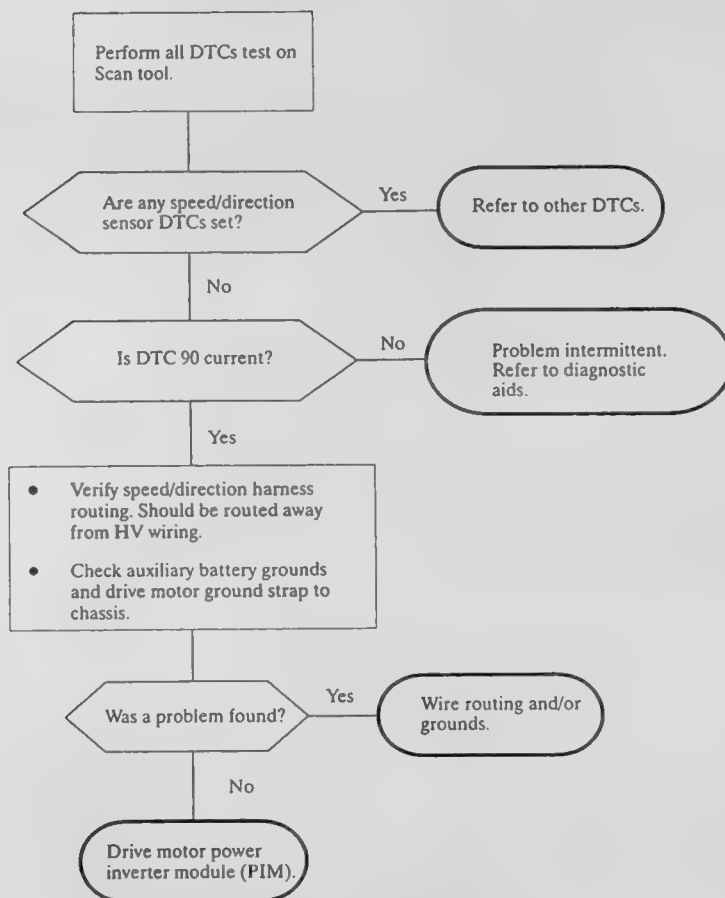 Perform all DTCs test on
Scan tool.
Are any speed/direction
sensor DTCs set?
Yes
Refer to other DTCs.
No
Is DTC 90 current?
No
Problem intermittent.
Refer to diagnostic
aids.
Yes
● Verify speed/direction harness
routing. Should be routed away
from HV wiring.
● Check auxiliary battery grounds
and drive motor ground strap to
chassis.
Was a problem found?
Yes
Wire routing and/or
grounds.
No
Drive motor power
inverter module (PIM).